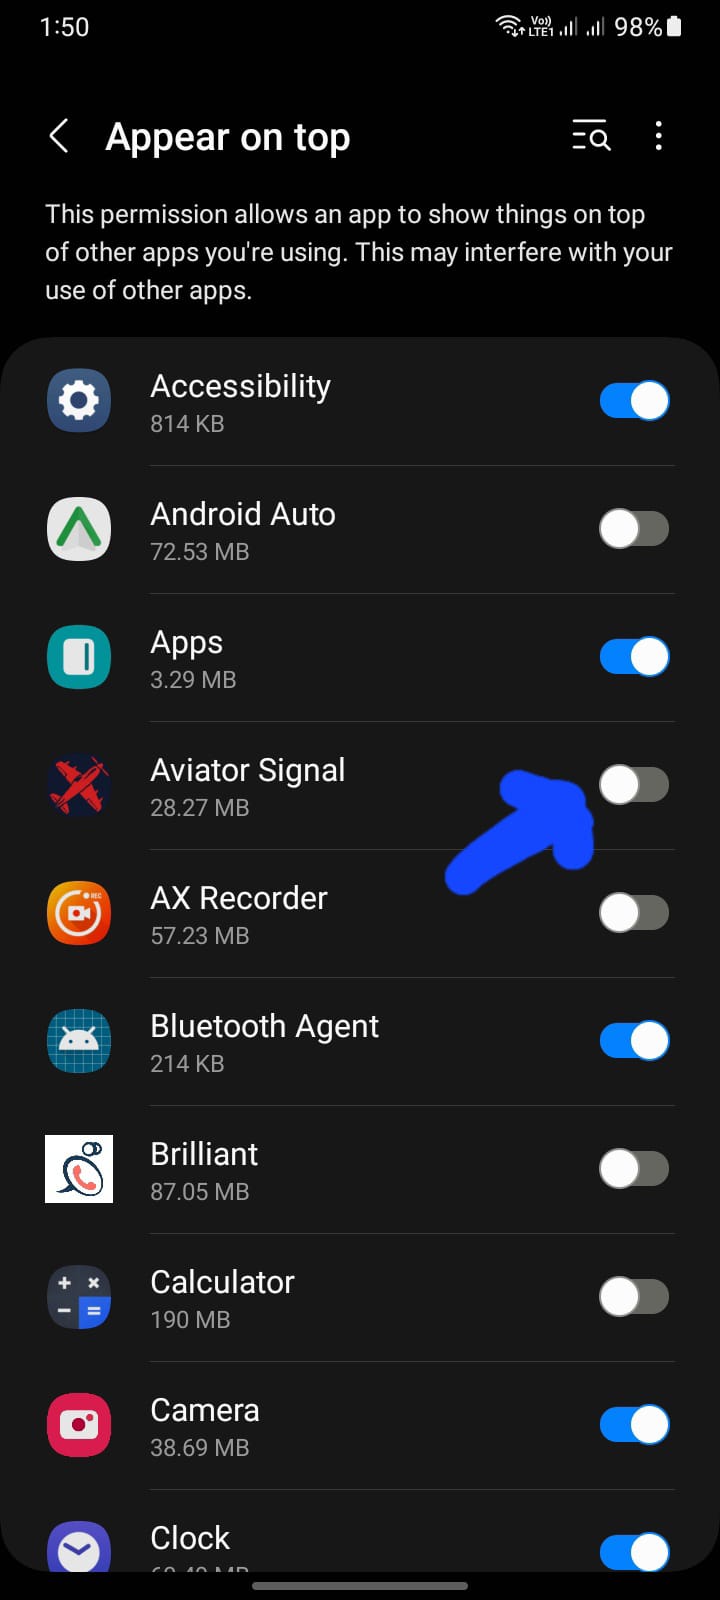 1:50
Vo))
LTE1
98%
Appear on top
This permission allows an app to show things on top
of other apps you're using. This may interfere with your
use of other apps.
Accessibility
814 KB
Android Auto
72.53 MB
Apps
3.29 MB
Aviator Signal
28.27 MB
REC
AX Recorder
57.23 MB
Bluetooth Agent
214 KB
Brilliant
87.05 MB
Calculator
190 MB
Camera
38.69 MB
Clock